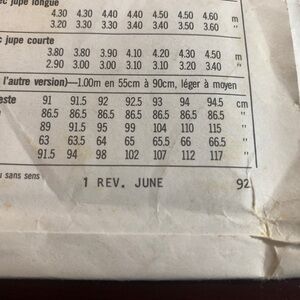 c jupe longue
4.30 4.30 4.40 4.40 4.50 4.50 4.60 m
3.20 3.30 3.30 3.40 3.40 3.50 3.60 "
c jupe courte
3.80 3.80 3.90 4.10 4.20 4.30 4.50 m
2.90 3.00 3.00 3.10 3.20 3.20 3.40 "
l'autre version)—1.00m en 55cm à 90cm, léger à moyen
este 91 91.5 92 92.5 93 94 94.5 cm
86.5 86.5 86.5 86.5 86.5 86.5 86.5 "
89 91.5 95 99 104 110 115 "
63 63.5 64 65 65.5 66 66.5 "
91.5 94 98 102 107 112 117 "
u sans sens
1 REV. JUNE 92